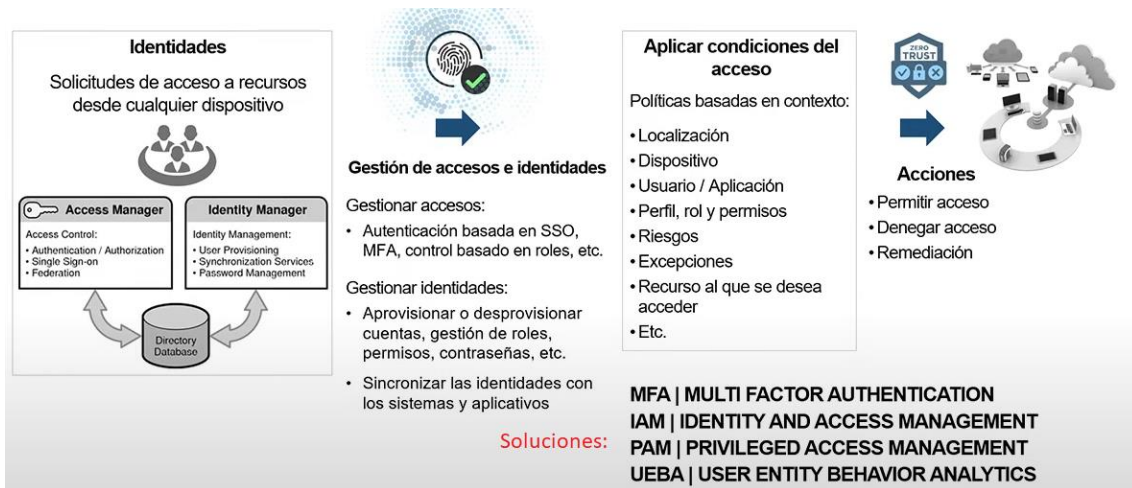 Identidades
Solicitudes de acceso a recursos
desde cualquier dispositivo
Access Manager
Access Control:
• Authentication / Authorization
• Single Sign-on
• Federation
Identity Manager
Identity Management:
• User Provisioning
• Synchronization Services
• Password Management
Directory
Database
Gestión de accesos e identidades
Gestionar accesos:
• Autenticación basada en SSO,
MFA, control basado en roles, etc.
Gestionar identidades:
• Aprovisionar o desprovisionar
cuentas, gestión de roles,
permisos, contraseñas, etc.
• Sincronizar las identidades con
los sistemas y aplicativos
Aplicar condiciones del
acceso
Políticas basadas en contexto:
• Localización
• Dispositivo
• Usuario / Aplicación
• Perfil, rol y permisos
• Riesgos
• Excepciones
• Recurso al que se desea
acceder
• Etc.
ZERO
TRUST
Acciones
• Permitir acceso
• Denegar acceso
• Remediación
Soluciones:
MFA | MULTI FACTOR AUTHENTICATION
IAM | IDENTITY AND ACCESS MANAGEMENT
PAM | PRIVILEGED ACCESS MANAGEMENT
UEBA | USER ENTITY BEHAVIOR ANALYTICS